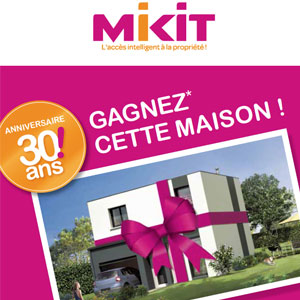 MiKiT
L'accès intelligent à la propriété !
ANNIVERSAIRE
30!
ans
GAGNEZ*
CETTE MAISON !